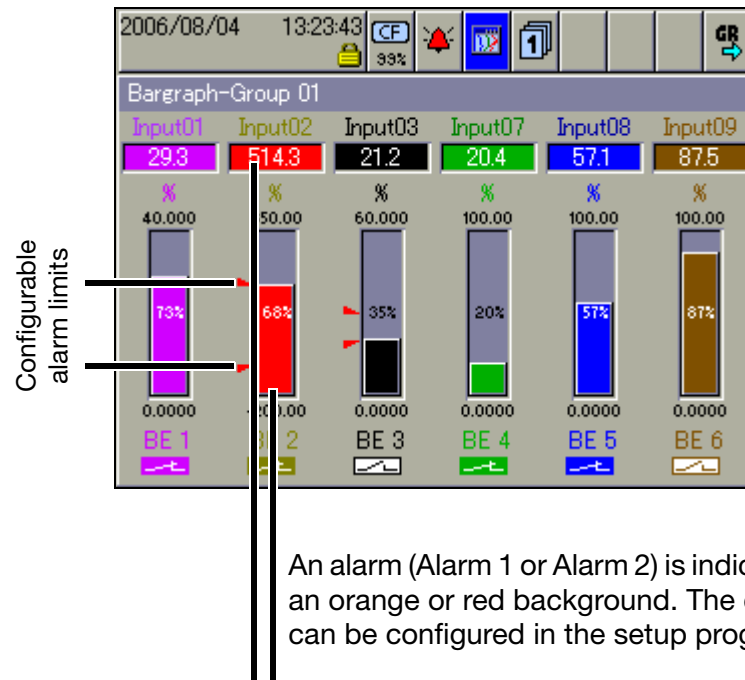 2006/08/04 13:23:43 CF 99% 1 GR
Bargraph-Group 01
Input01 Input02 Input03 Input07 Input08 Input09
29.3 514.3 21.2 20.4 57.1 87.5
% % % % % %
40.000 50.00 60.000 100.00 100.00 100.00
Configurable
alarm limits
73% 68% 35% 20% 57% 87%
0.0000 0.0000 0.0000 0.0000 0.0000
BE 1 2 BE 3 BE 4 BE 5 BE 6
An alarm (Alarm 1 or Alarm 2) is indic
an orange or red background. The
can be configured in the setup prog